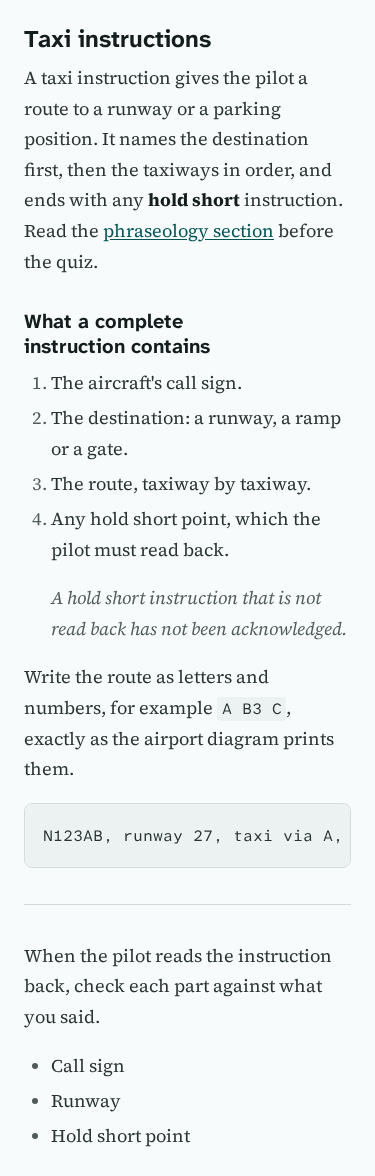 Taxi instructions
A taxi instruction gives the pilot a
route to a runway or a parking
position. It names the destination
first, then the taxiways in order, and
ends with any hold short instruction.
Read the phraseology section before
the quiz.
What a complete
instruction contains
1. The aircraft's call sign.
2. The destination: a runway, a ramp
or a gate.
3. The route, taxiway by taxiway.
4. Any hold short point, which the
pilot must read back.
A hold short instruction that is not
read back has not been acknowledged.
Write the route as letters and
numbers, for example A B3 C,
exactly as the airport diagram prints
them.
N123AB, runway 27, taxi via A,
When the pilot reads the instruction
back, check each part against what
you said.
• Call sign
• Runway
• Hold short point